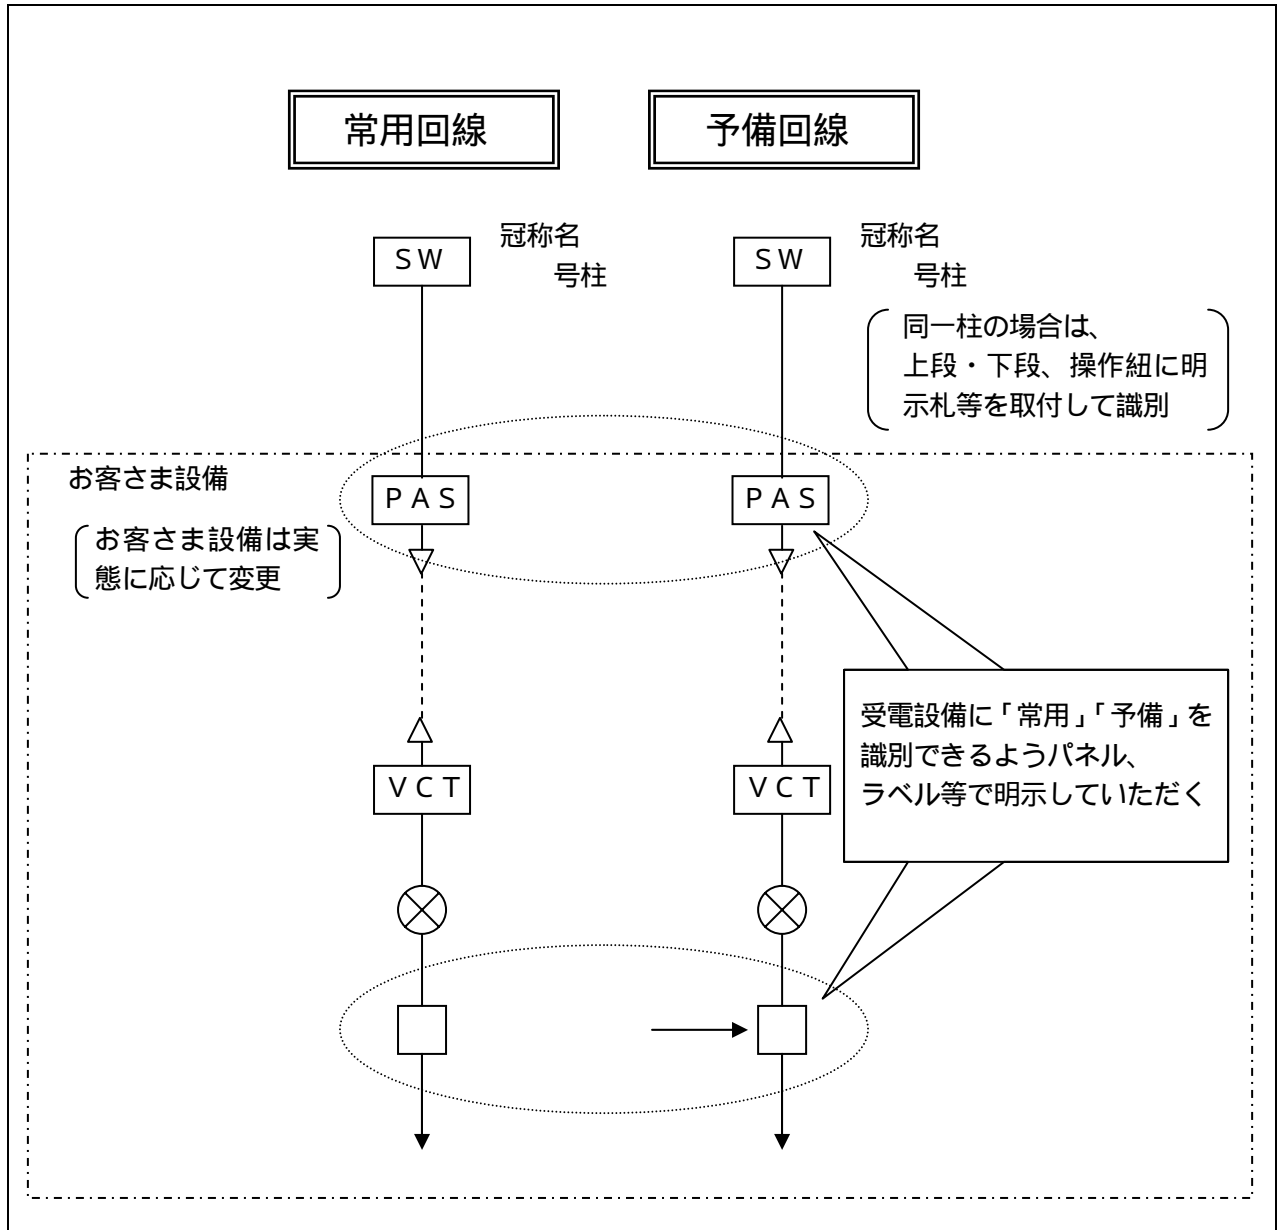 常用回線
予備回線
SW
冠称名
号柱
SW
冠称名
号柱
同一柱の場合は、
上段・下段、操作紐に明
示札等を取付して識別
お客さま設備
お客さま設備は実
態に応じて変更
PAS
PAS
受電設備に「常用」「予備」を
識別できるようパネル、
ラベル等で明示していただく
VCT
VCT